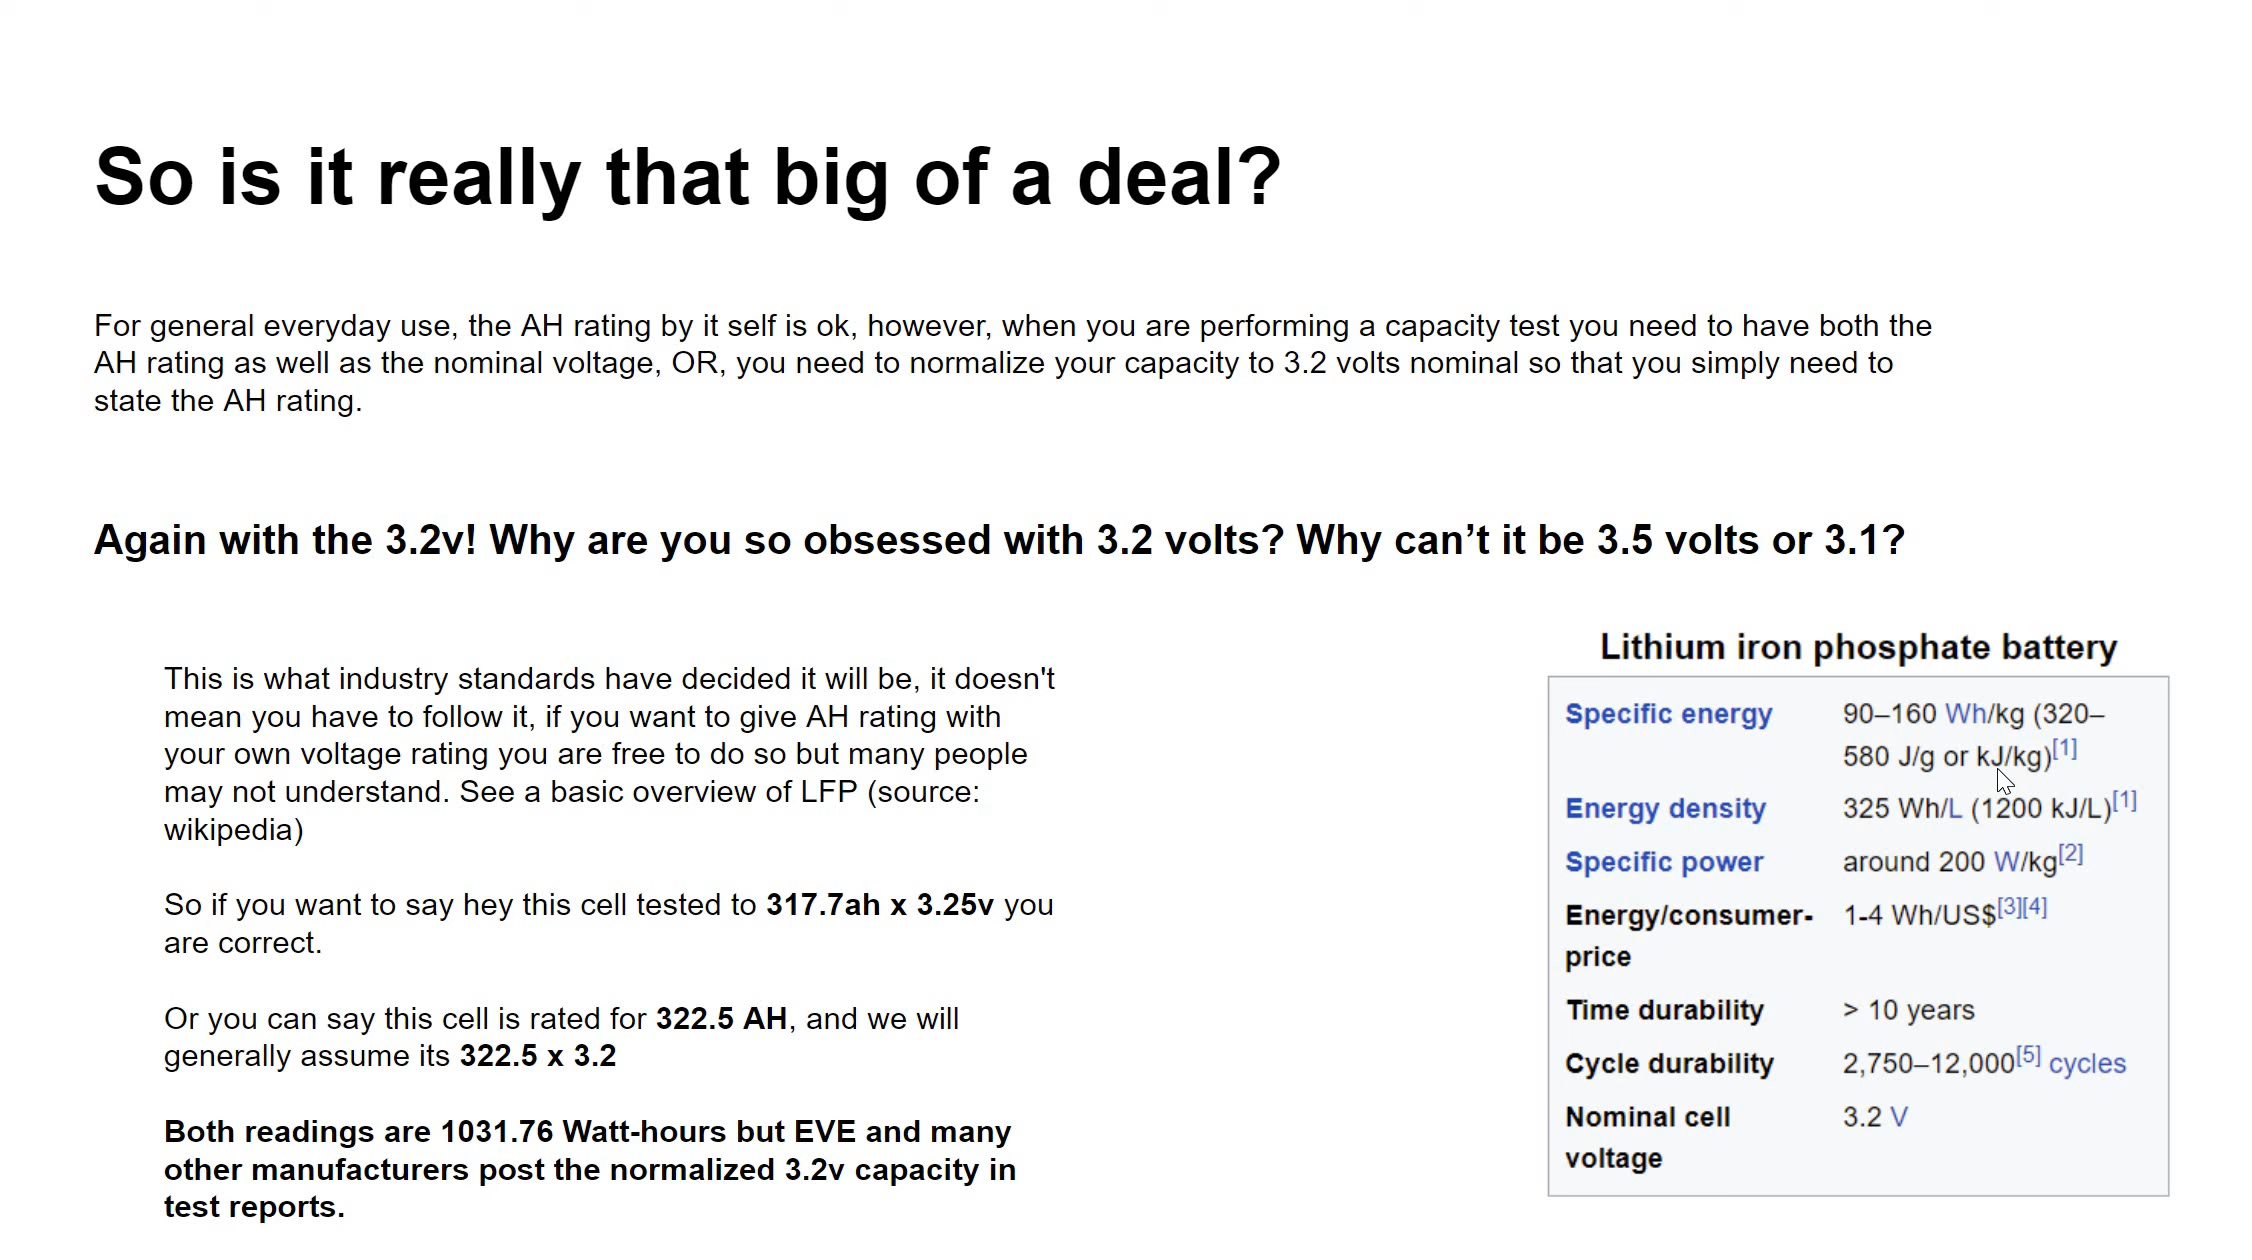 So is it really that big of a deal?
For general everyday use, the AH rating by it self is ok, however, when you are performing a capacity test you need to have both the
AH rating as well as the nominal voltage, OR, you need to normalize your capacity to 3.2 volts nominal so that you simply need to
state the AH rating.
Again with the 3.2v! Why are you so obsessed with 3.2 volts? Why can’t it be 3.5 volts or 3.1?
This is what industry standards have decided it will be, it doesn't
mean you have to follow it, if you want to give AH rating with
your own voltage rating you are free to do so but many people
may not understand. See a basic overview of LFP (source:
wikipedia)
So if you want to say hey this cell tested to 317.7ah x 3.25v you
are correct.
Or you can say this cell is rated for 322.5 AH, and we will
generally assume its 322.5 x 3.2
Both readings are 1031.76 Watt-hours but EVE and many
other manufacturers post the normalized 3.2v capacity in
test reports.
Lithium iron phosphate battery
Specific energy 90–160 Wh/kg (320–
580 J/g or kJ/kg)[1]
Energy density 325 Wh/L (1200 kJ/L)[1]
Specific power around 200 W/kg[2]
Energy/consumer- 1-4 Wh/US$[3][4]
price
Time durability > 10 years
Cycle durability 2,750–12,000[5] cycles
Nominal cell 3.2 V
voltage